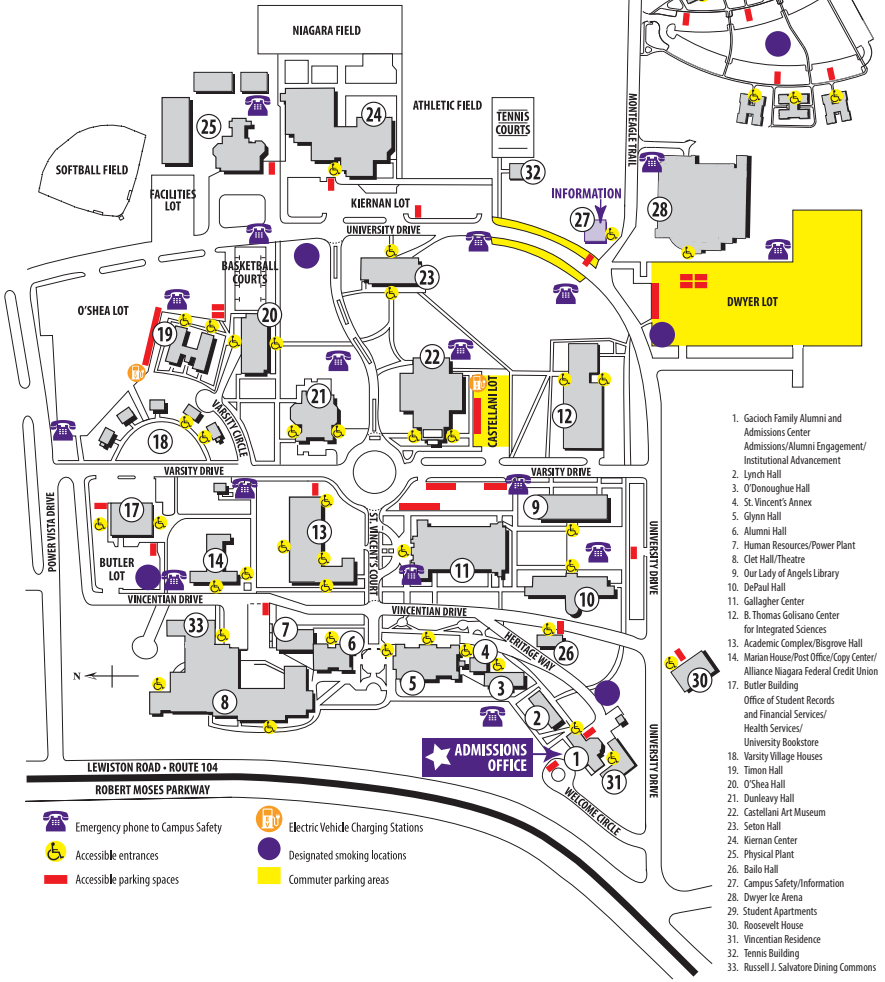 NIAGARA FIELD
ATHLETIC FIELD
TENNIS
COURTS
MONTEAGLE TRAIL
24
25
32
SOFTBALL FIELD
FACILITIES
LOT
KIERNAN LOT
INFORMATION
27
28
UNIVERSITY DRIVE
BASKETBALL
COURTS
23
O'SHEA LOT
DWYER LOT
19
20
22
21
12
CASTELLANI LOT
VARSITY CIRCLE
18
VARSITY DRIVE
VARSITY DRIVE
17
9
13
ST. VINCENT'S COURT
POWER VISTA DRIVE
UNIVERSITY DRIVE
BUTLER
LOT
14
11
10
VINCENTIAN DRIVE
VINCENTIAN DRIVE
33
7
6
HERITAGE WAY
26
4
5
3
30
N
8
2
ADMISSIONS
OFFICE
1
31
UNIVERSITY DRIVE
WELCOME CIRCLE
LEWISTON ROAD • ROUTE 104
ROBERT MOSES PARKWAY
Emergency phone to Campus Safety
Accessible entrances
Accessible parking spaces
Electric Vehicle Charging Stations
Designated smoking locations
Commuter parking areas
1. Gacioch Family Alumni and
Admissions Center
Admissions/Alumni Engagement/
Institutional Advancement
2. Lynch Hall
3. O'Donoughue Hall
4. St. Vincent's Annex
5. Glynn Hall
6. Alumni Hall
7. Human Resources/Power Plant
8. Clet Hall/Theatre
9. Our Lady of Angels Library
10. DePaul Hall
11. Gallagher Center
12. B. Thomas Golisano Center
for Integrated Sciences
13. Academic Complex/Bisgrove Hall
14. Marian House/Post Office/Copy Center/
Alliance Niagara Federal Credit Union
17. Butler Building
Office of Student Records
and Financial Services/
Health Services/
University Bookstore
18. Varsity Village Houses
19. Timon Hall
20. O'Shea Hall
21. Dunleavy Hall
22. Castellani Art Museum
23. Seton Hall
24. Kiernan Center
25. Physical Plant
26. Bailo Hall
27. Campus Safety/Information
28. Dwyer Ice Arena
29. Student Apartments
30. Roosevelt House
31. Vincentian Residence
32. Tennis Building
33. Russell J. Salvatore Dining Commons